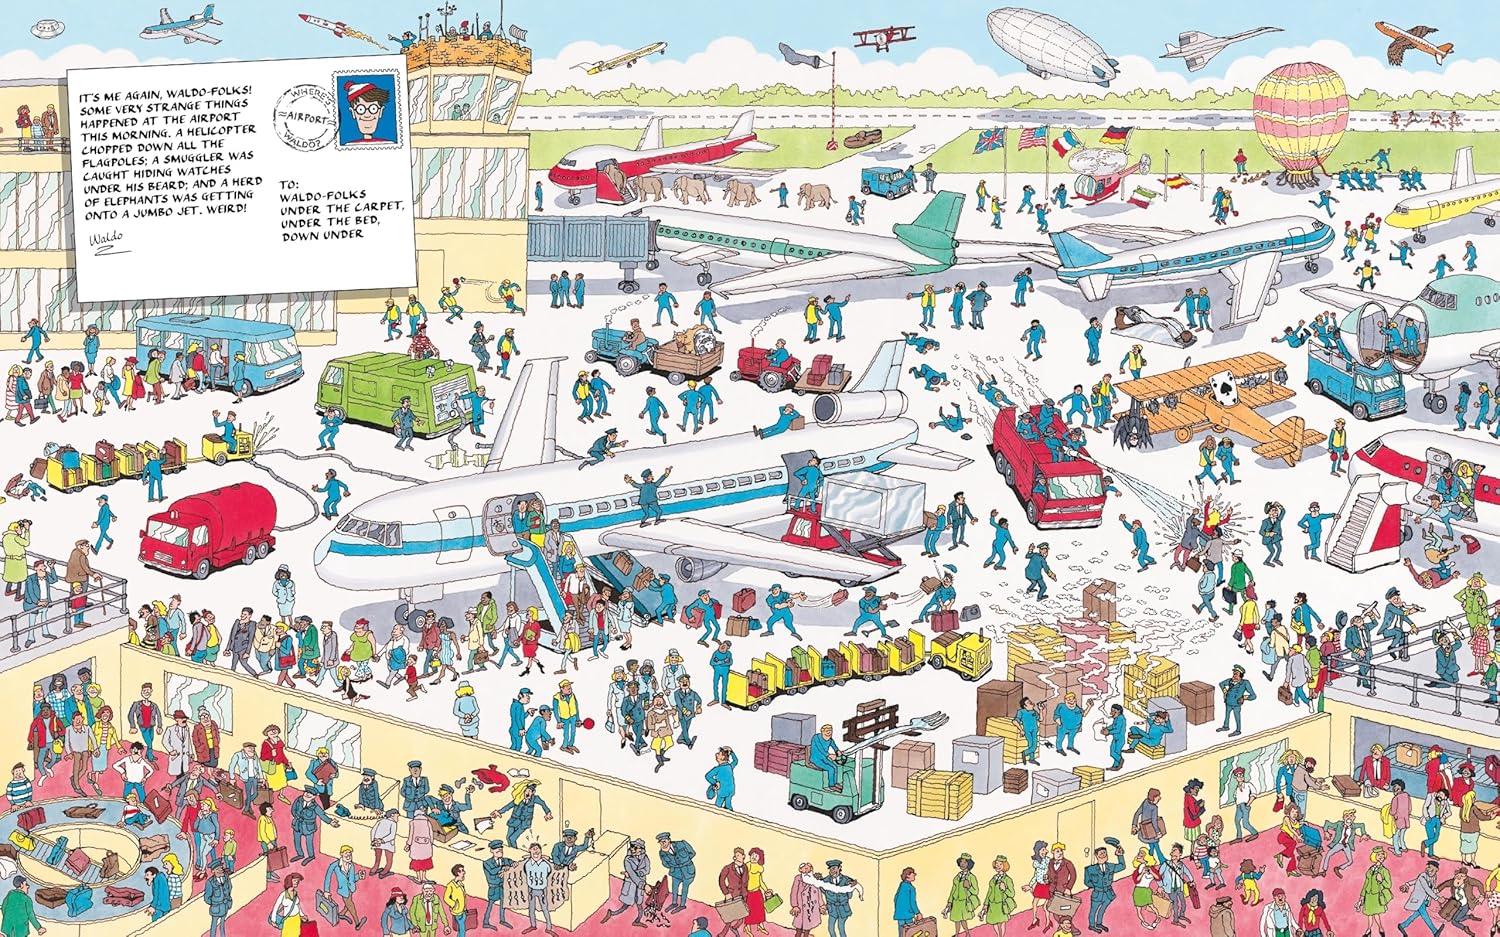 IT'S ME AGAIN, WALDO-FOLKS!
SOME VERY STRANGE THINGS
HAPPENED AT THE AIRPORT
THIS MORNING. A HELICOPTER
CHOPPED DOWN ALL THE
FLAGPOLES; A SMUGGLER WAS
CAUGHT HIDING WATCHES
UNDER HIS BEARD; AND A HERD
OF ELEPHANTS WAS GETTING
ONTO A JUMBO JET. WEIRD!
Waldo
WHERE'S
AIRPORT
WALDO?
TO:
WALDO-FOLKS
UNDER THE CARPET,
UNDER THE BED,
DOWN UNDER